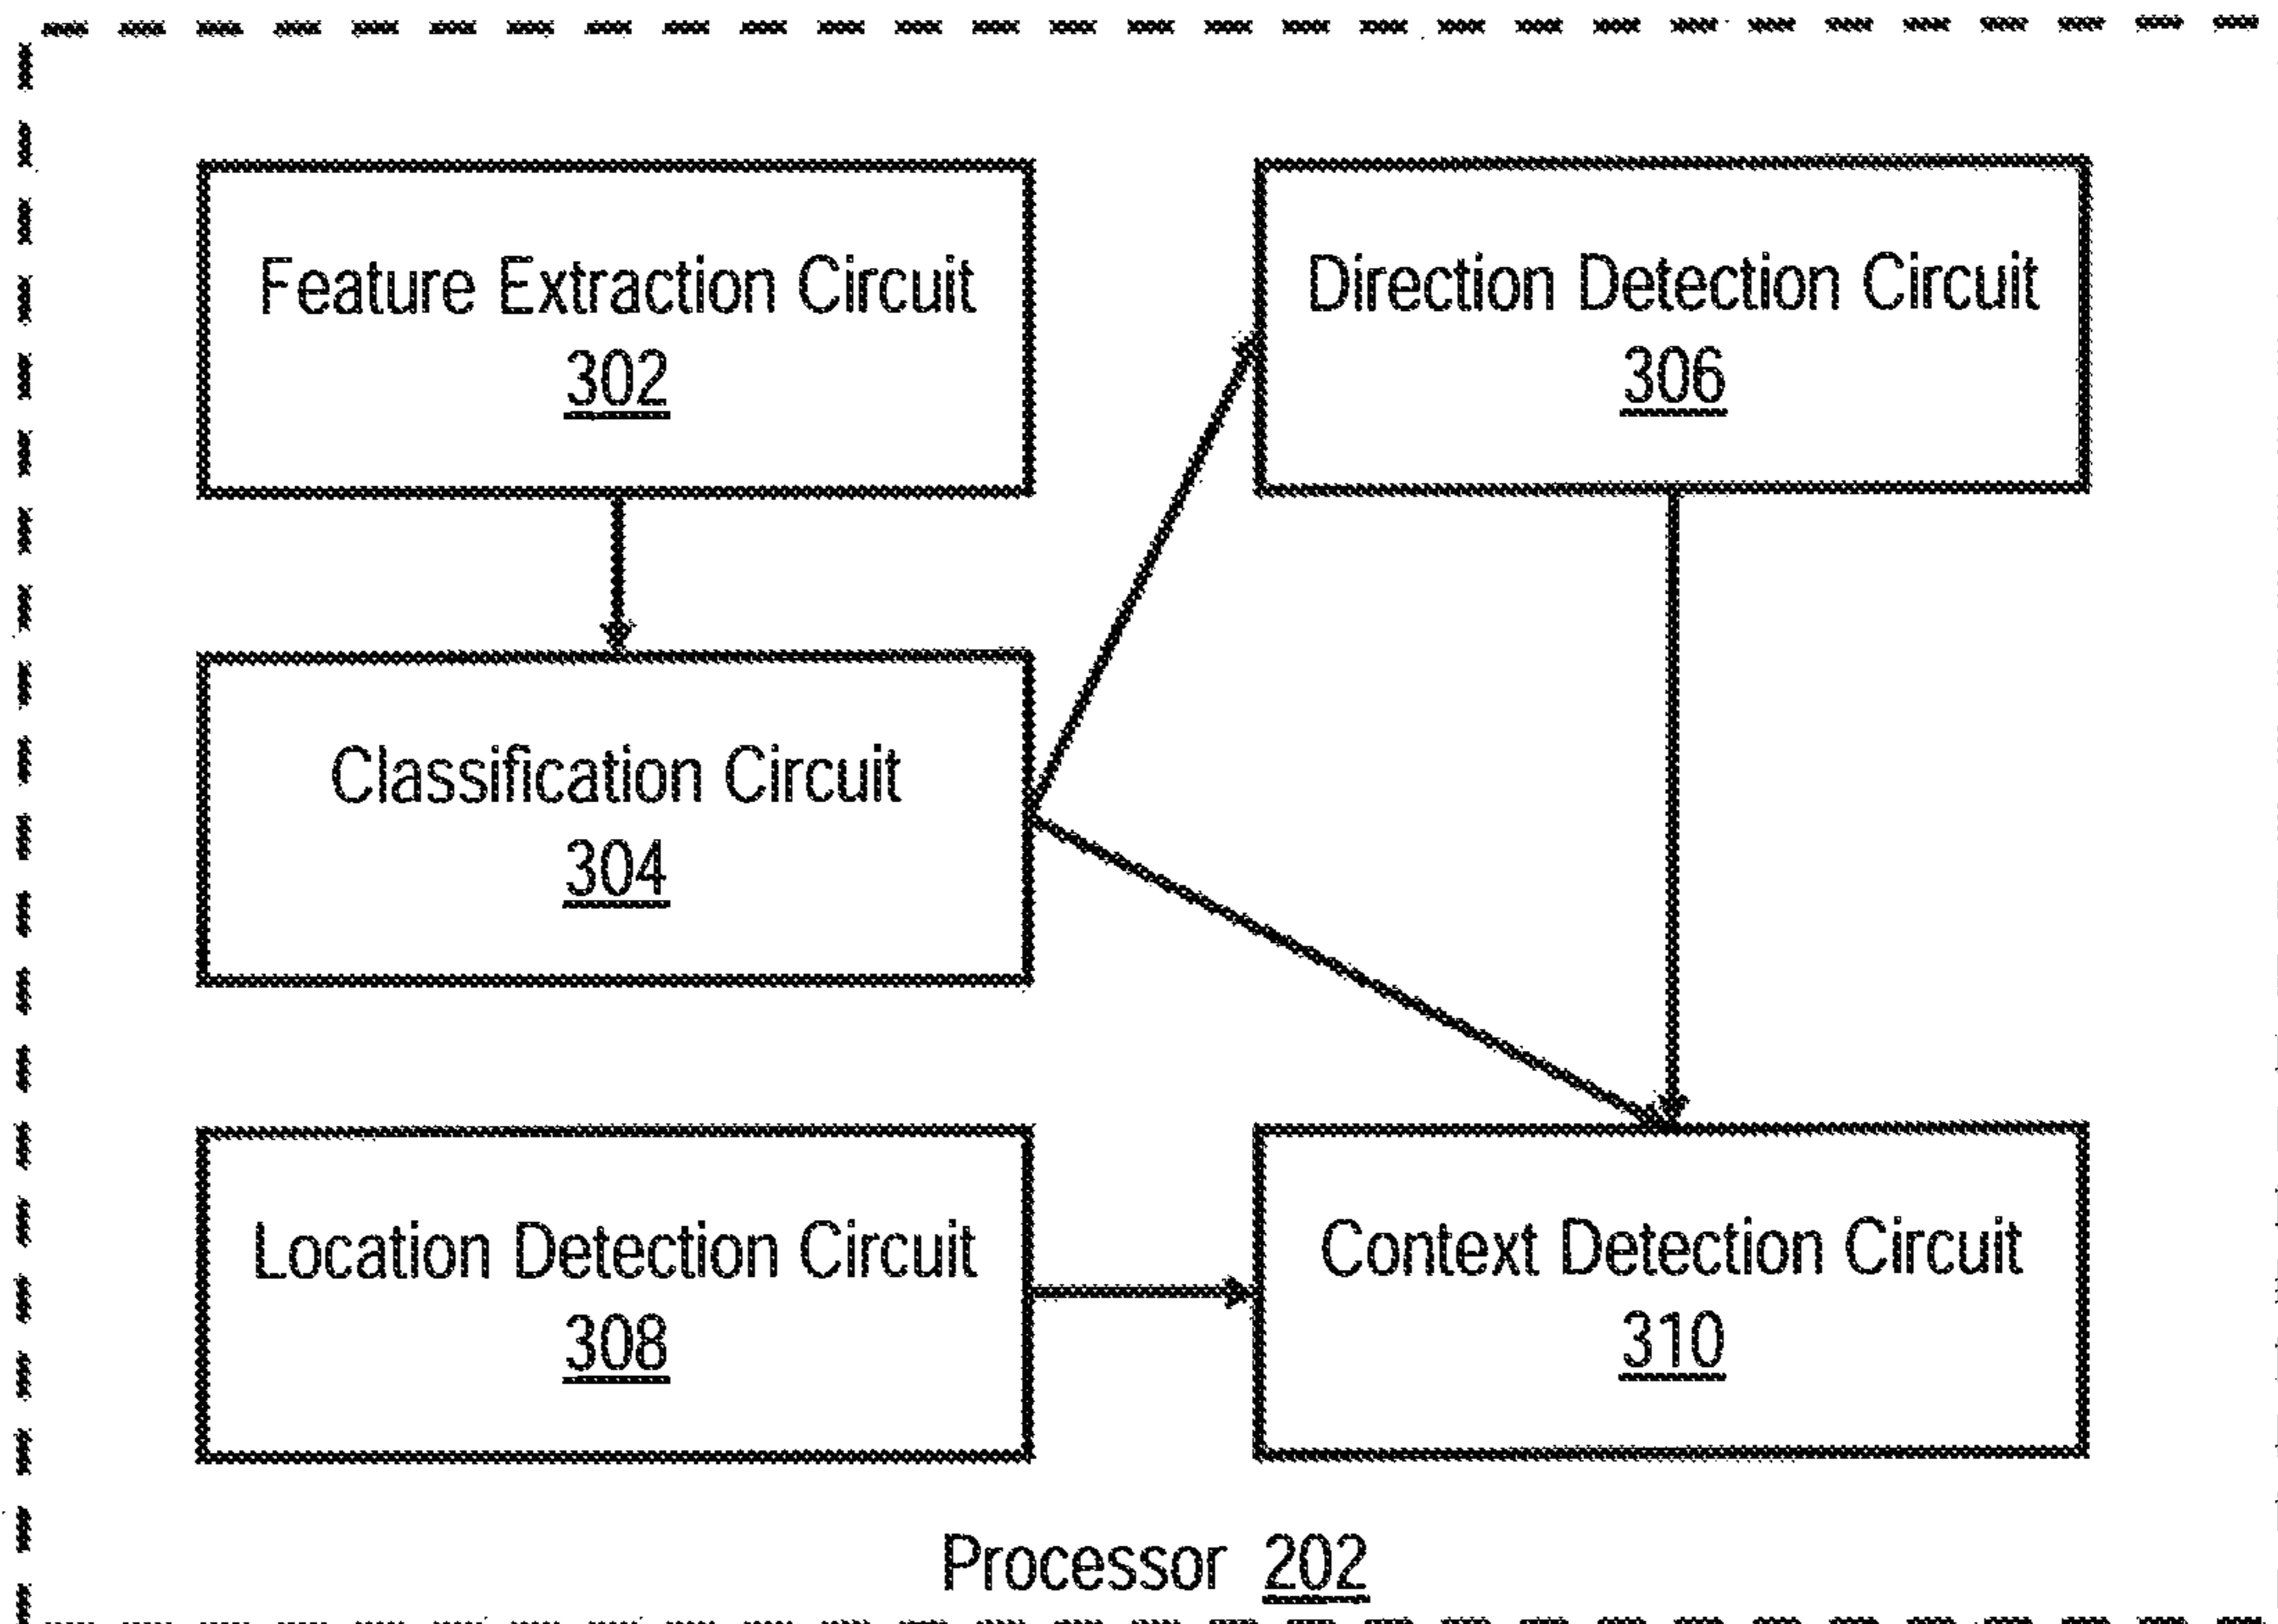 Feature Extraction Circuit
302
Direction Detection Circuit
306
Classification Circuit
304
Location Detection Circuit
308
Context Detection Circuit
310
Processor 202